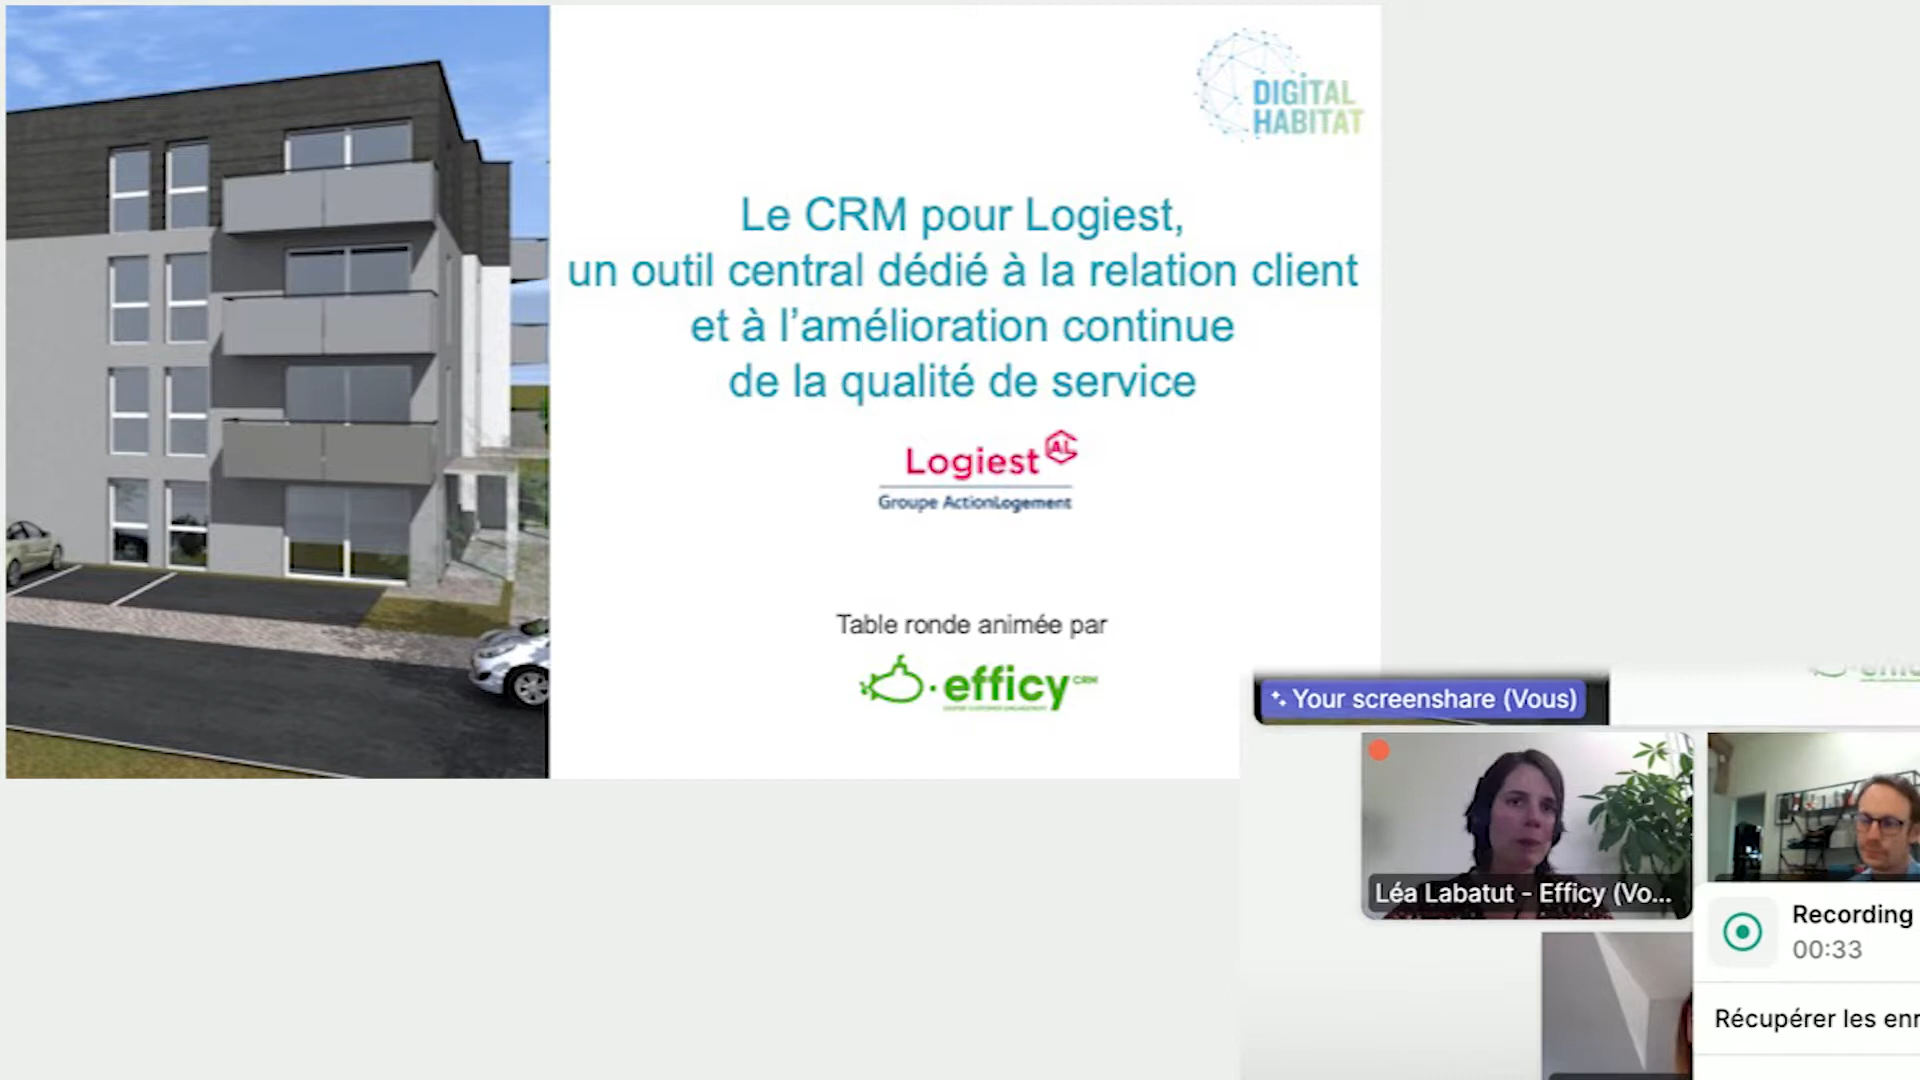 DIGITAL
HABITAT
Le CRM pour Logiest,
un outil central dédié à la relation client
et à l'amélioration continue
de la qualité de service
Logiest AL
Groupe ActionLogement
Table ronde animée par
efficy CRM
Your screenshare (Vous)
Léa Labatut - Efficy (Vo...
Recording
00:33
Récupérer les enr